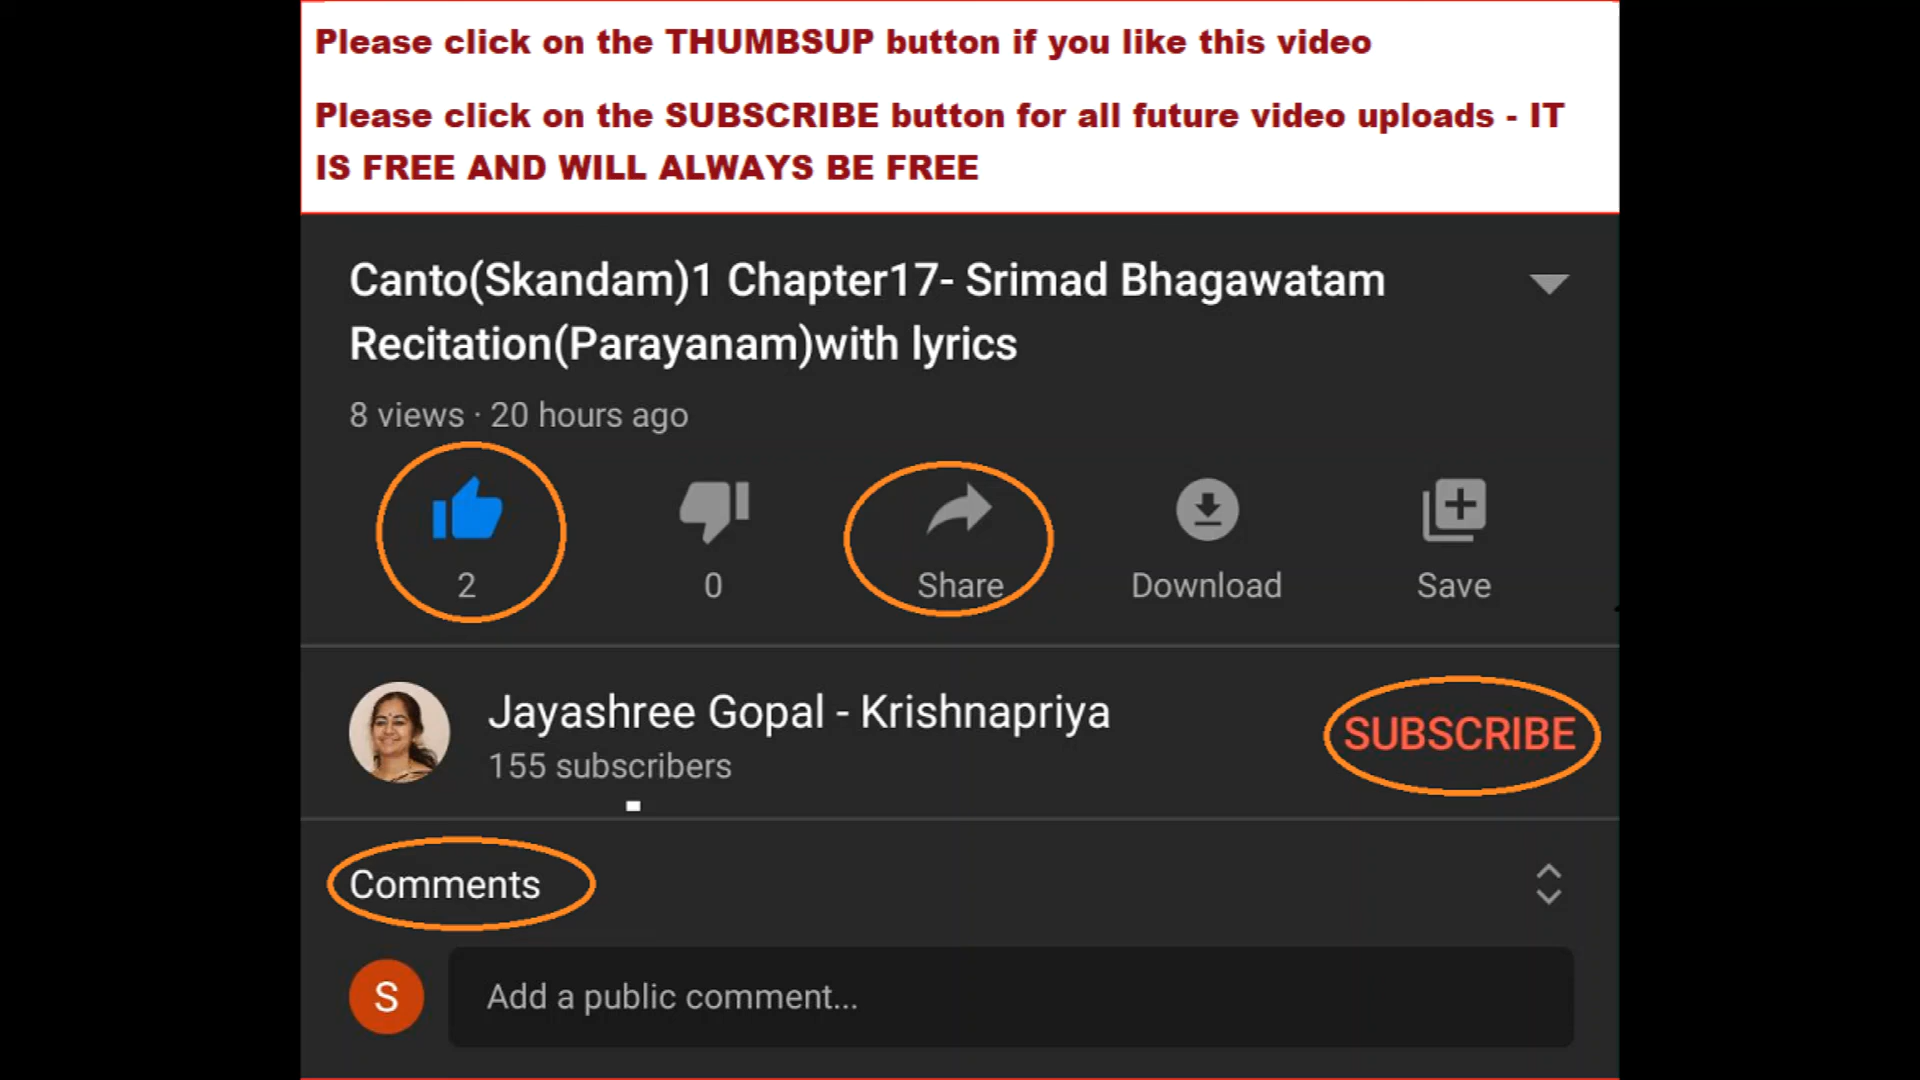 Please click on the THUMBSUP button if you like this video
Please click on the SUBSCRIBE button for all future video uploads - IT
IS FREE AND WILL ALWAYS BE FREE
Canto(Skandam)1 Chapter17- Srimad Bhagawatam
Recitation(Parayanam)with lyrics
8 views · 20 hours ago
2
0
Share
Download
Save
Jayashree Gopal - Krishnapriya
155 subscribers
SUBSCRIBE
Comments
S
Add a public comment...